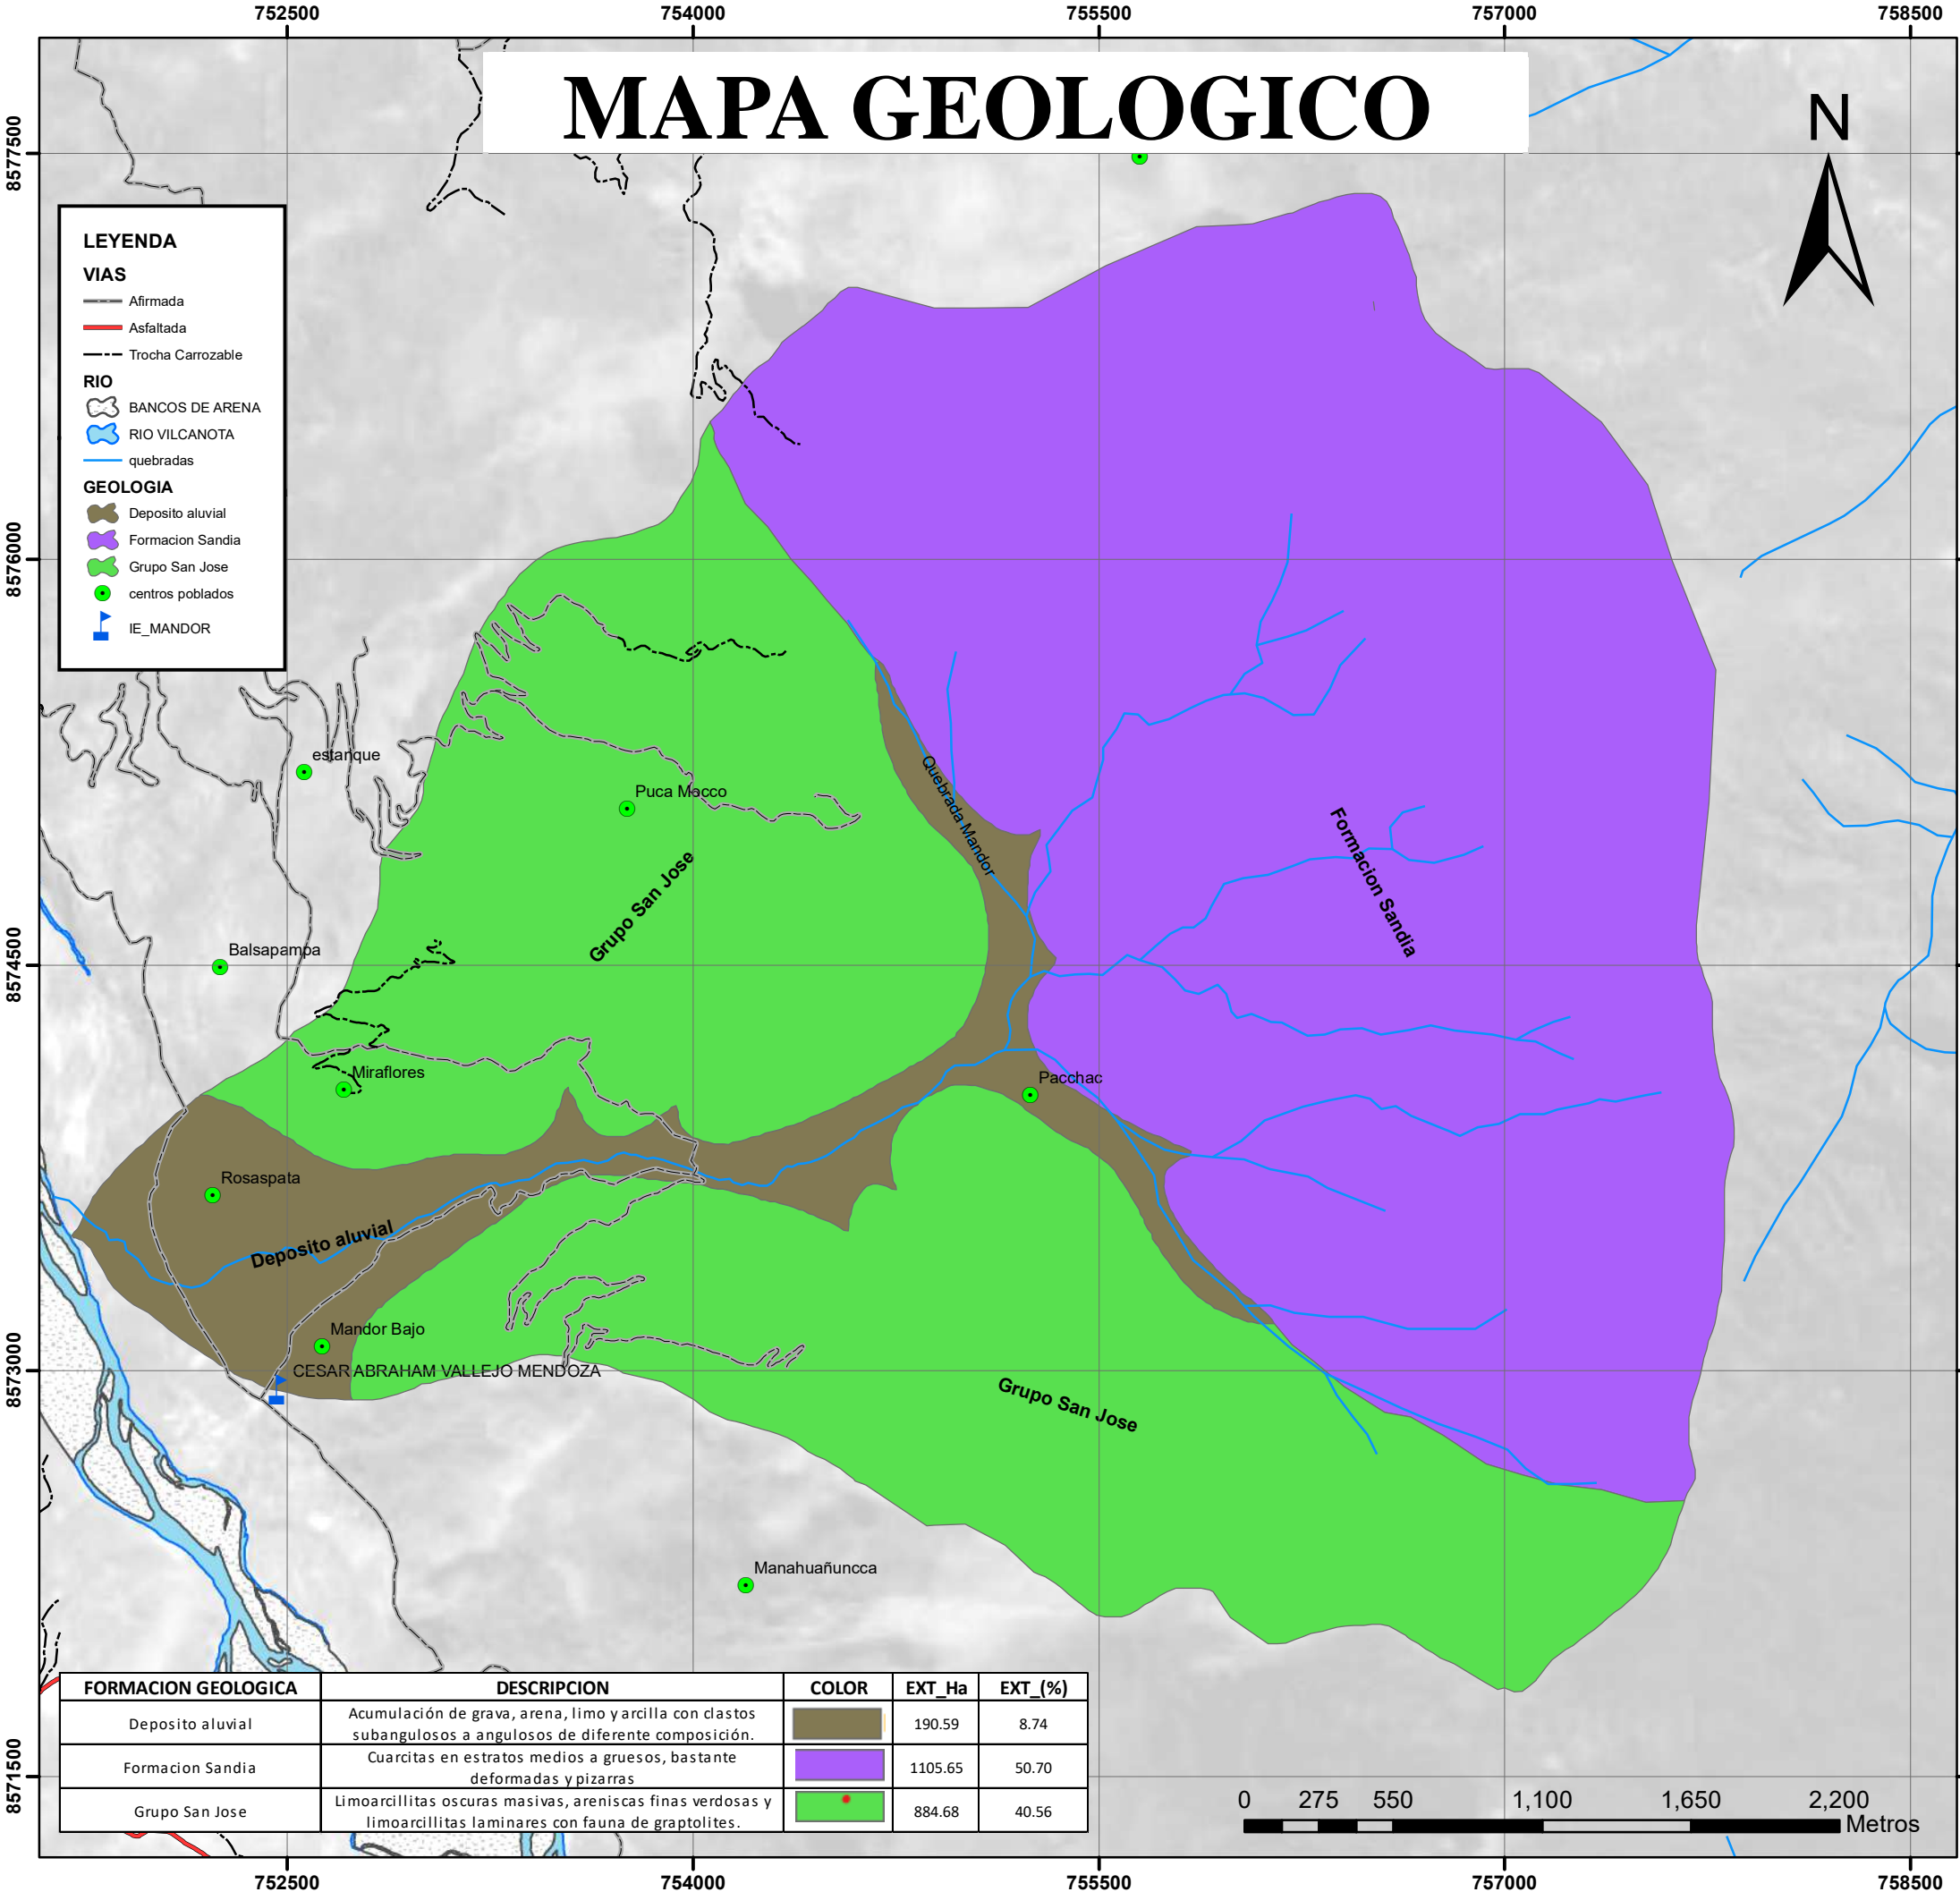 752500 754000 755500 757000 758500
MAPA GEOLOGICO
N
8577500
8576000
8574500
8573000
8571500
LEYENDA
VIAS
Afirmada
Asfaltada
Trocha Carrozable
RIO
BANCOS DE ARENA
RIO VILCANOTA
quebradas
GEOLOGIA
Deposito aluvial
Formacion Sandia
Grupo San Jose
centros poblados
IE_MANDOR
estanque
Puca Mocco
Quebrada Mandor
Formacion Sandia
Grupo San Jose
Balsapampa
Miraflores
Pacchac
Rosaspata
Deposito aluvial
Mandor Bajo
CESAR ABRAHAM VALLEJO MENDOZA
Grupo San Jose
Manahuañuncca
FORMACION GEOLOGICA DESCRIPCION COLOR EXT_Ha EXT_(%)
Deposito aluvial Acumulación de grava, arena, limo y arcilla con clastos
subangulosos a angulosos de diferente composición. 190.59 8.74
Formacion Sandia Cuarcitas en estratos medios a gruesos, bastante
deformadas y pizarras 1105.65 50.70
Grupo San Jose Limoarcillitas oscuras masivas, areniscas finas verdosas y
limoarcillitas laminares con fauna de graptolites. 884.68 40.56
0 275 550 1,100 1,650 2,200
Metros
752500 754000 755500 757000 758500